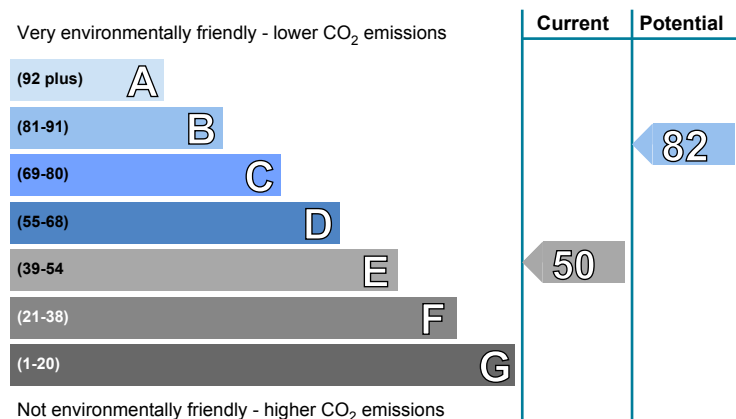 Very environmentally friendly - lower CO2 emissions
Current
Potential
(92 plus) A
(81-91) B
(69-80) C
(55-68) D
(39-54 E
(21-38) F
(1-20) G
82
50
Not environmentally friendly - higher CO2 emissions